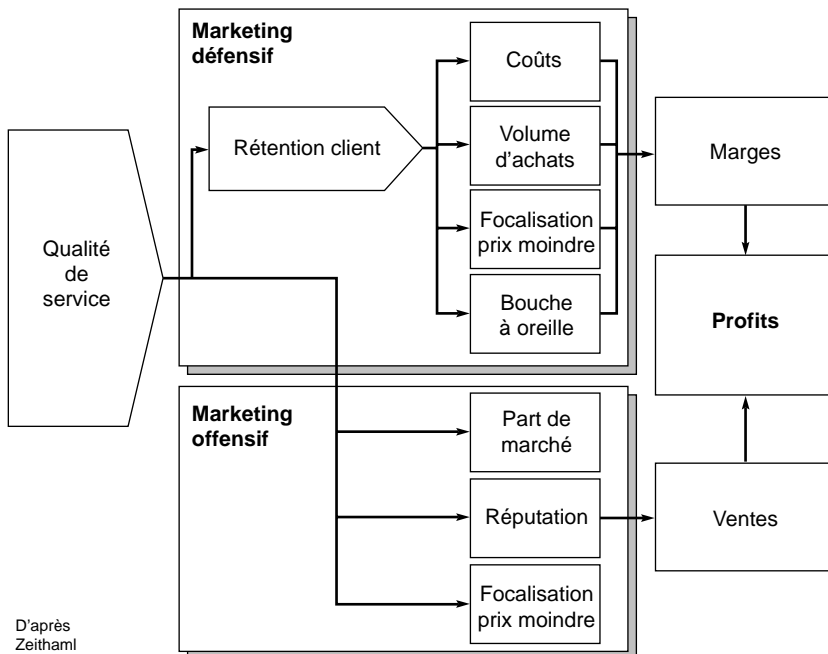 Marketing
défensif
Coûts
Rétention client
Volume
d'achats
Marges
Focalisation
prix moindre
Qualité
de
service
Bouche
à oreille
Profits
Marketing
offensif
Part de
marché
Réputation
Ventes
Focalisation
prix moindre
D'après
Zeithaml